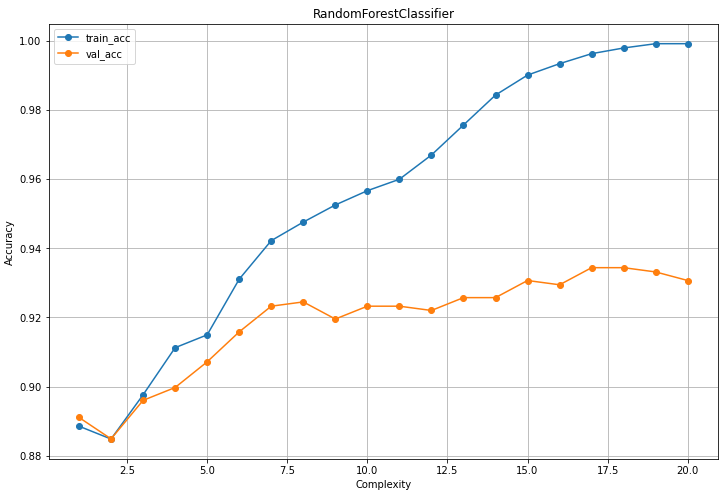 RandomForestClassifier
train_acc
val_acc
Accuracy
1.00
0.98
0.96
0.94
0.92
0.90
0.88
2.5 5.0 7.5 10.0 12.5 15.0 17.5 20.0
Complexity